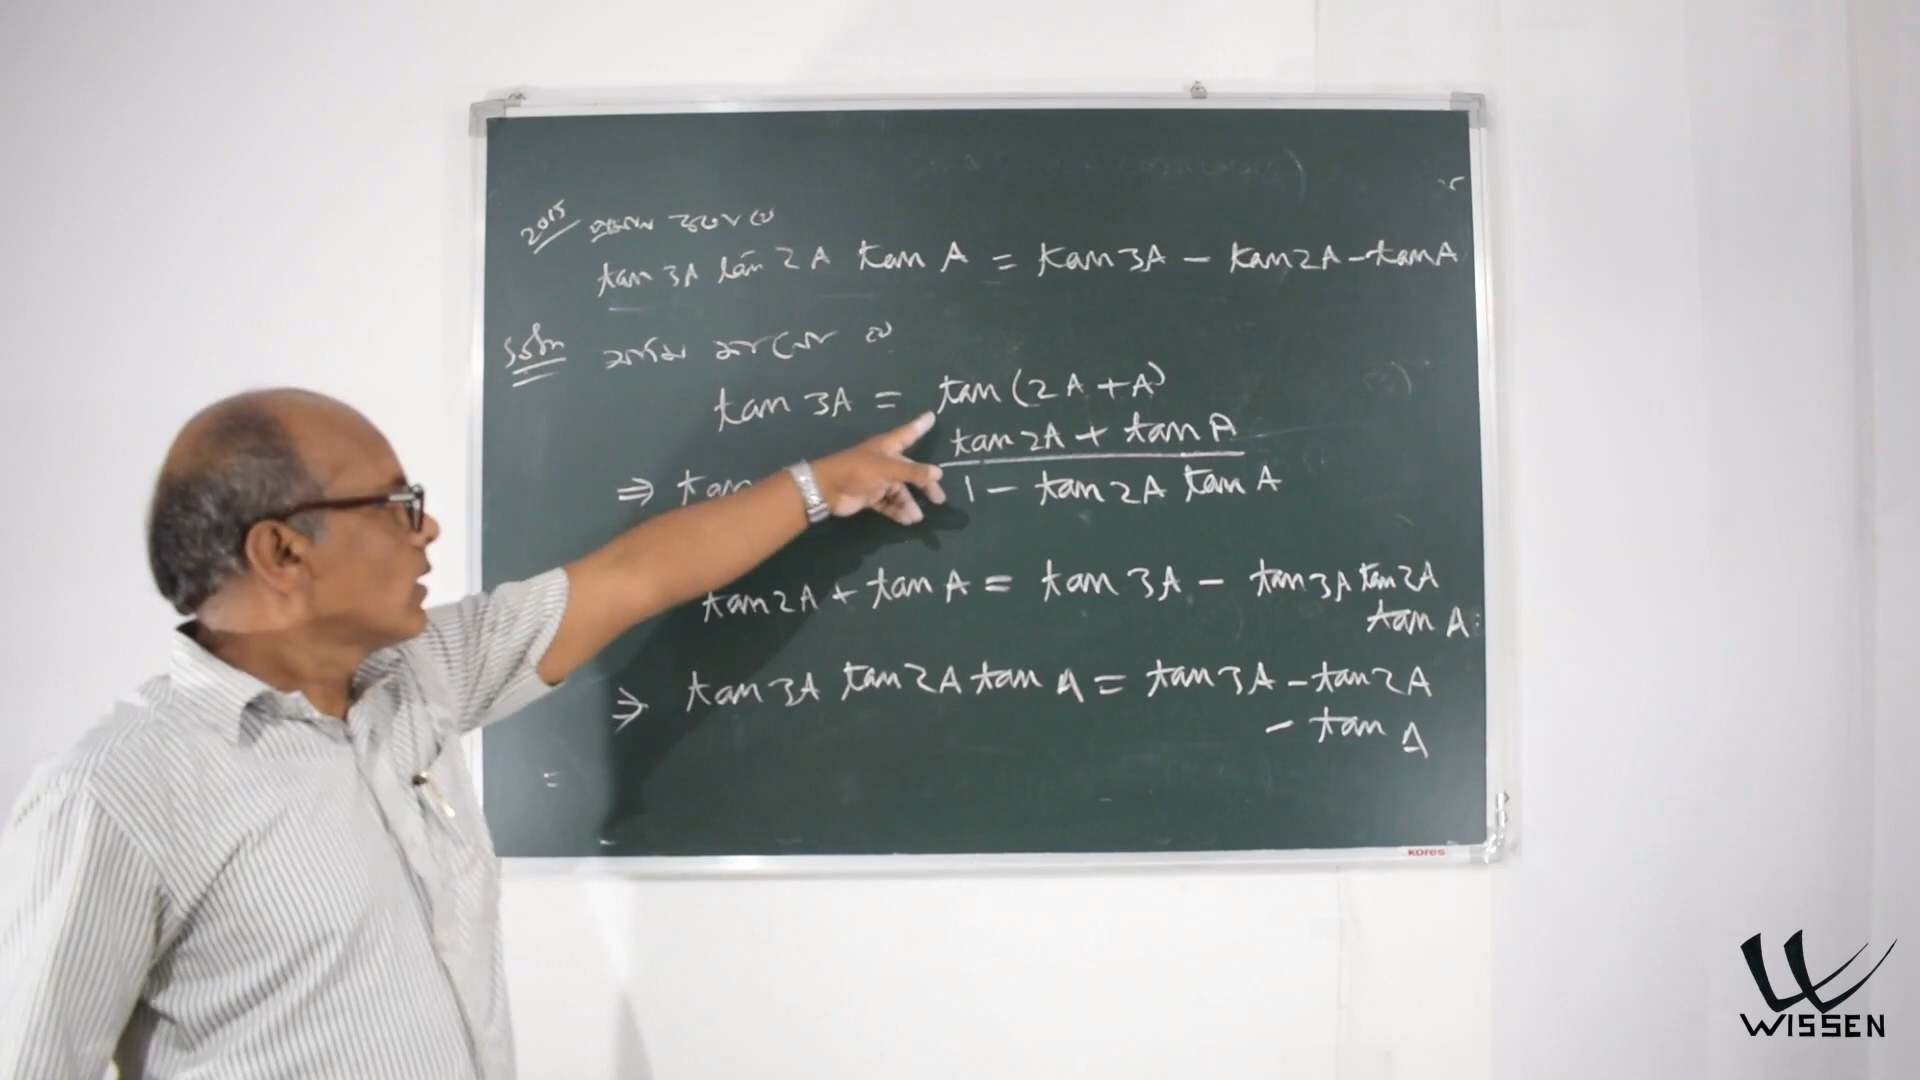 2015
tan 3A tan 2A tan A = tan 3A - tan 2A - tan A
Soln
tan 3A = tan (2A + A)
tan 2A + tan A
⇒ tan 1 - tan 2A tan A
tan 2A + tan A = tan 3A - tan 3A tan 2A
tan A
⇒ tan 3A tan 2A tan A = tan 3A - tan 2A
- tan A
=
kores
WISSEN